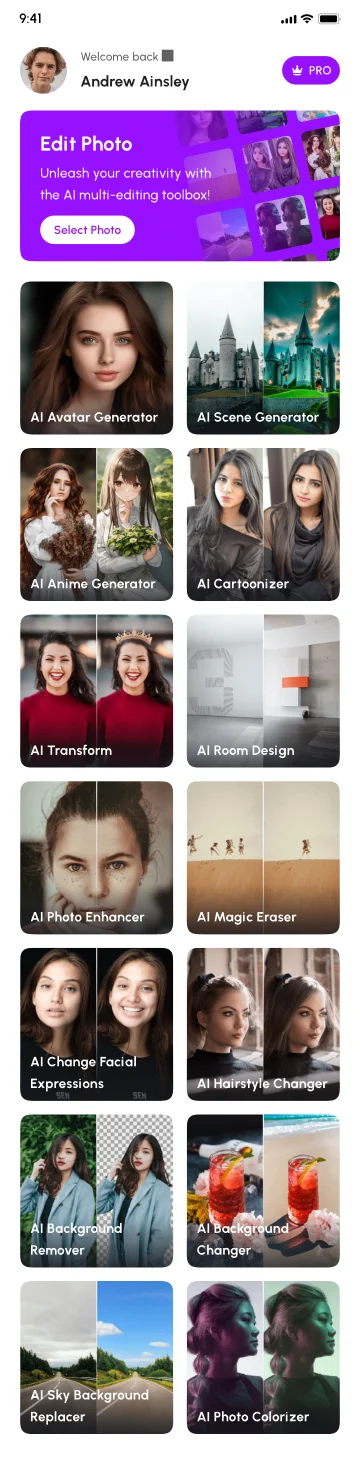 9:41
Welcome back
Andrew Ainsley
PRO
Edit Photo
Unleash your creativity with
the AI multi-editing toolbox!
Select Photo
AI Avatar Generator
AI Scene Generator
AI Anime Generator
AI Cartoonizer
AI Transform
AI Room Design
AI Photo Enhancer
AI Magic Eraser
AI Change Facial
Expressions
AI Hairstyle Changer
AI Background
Remover
AI Background
Changer
AI Sky Background
Replacer
AI Photo Colorizer